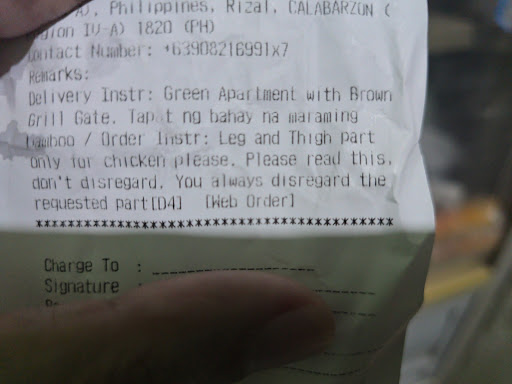 Philippines, Rizal, CALABARZON (
IV-A) 1820 (PH)
Contact Number: +63908216991x7
Remarks:
Delivery Instr: Green Apartment with Brown
Grill Gate. Tapat ng bahay na maraming
bamboo / Order Instr: Leg and Thigh part
only for chicken please. Please read this,
don't disregard. You always disregard the
requested part[D4] [Web Order]
******************************************
Charge To : 
Signature :